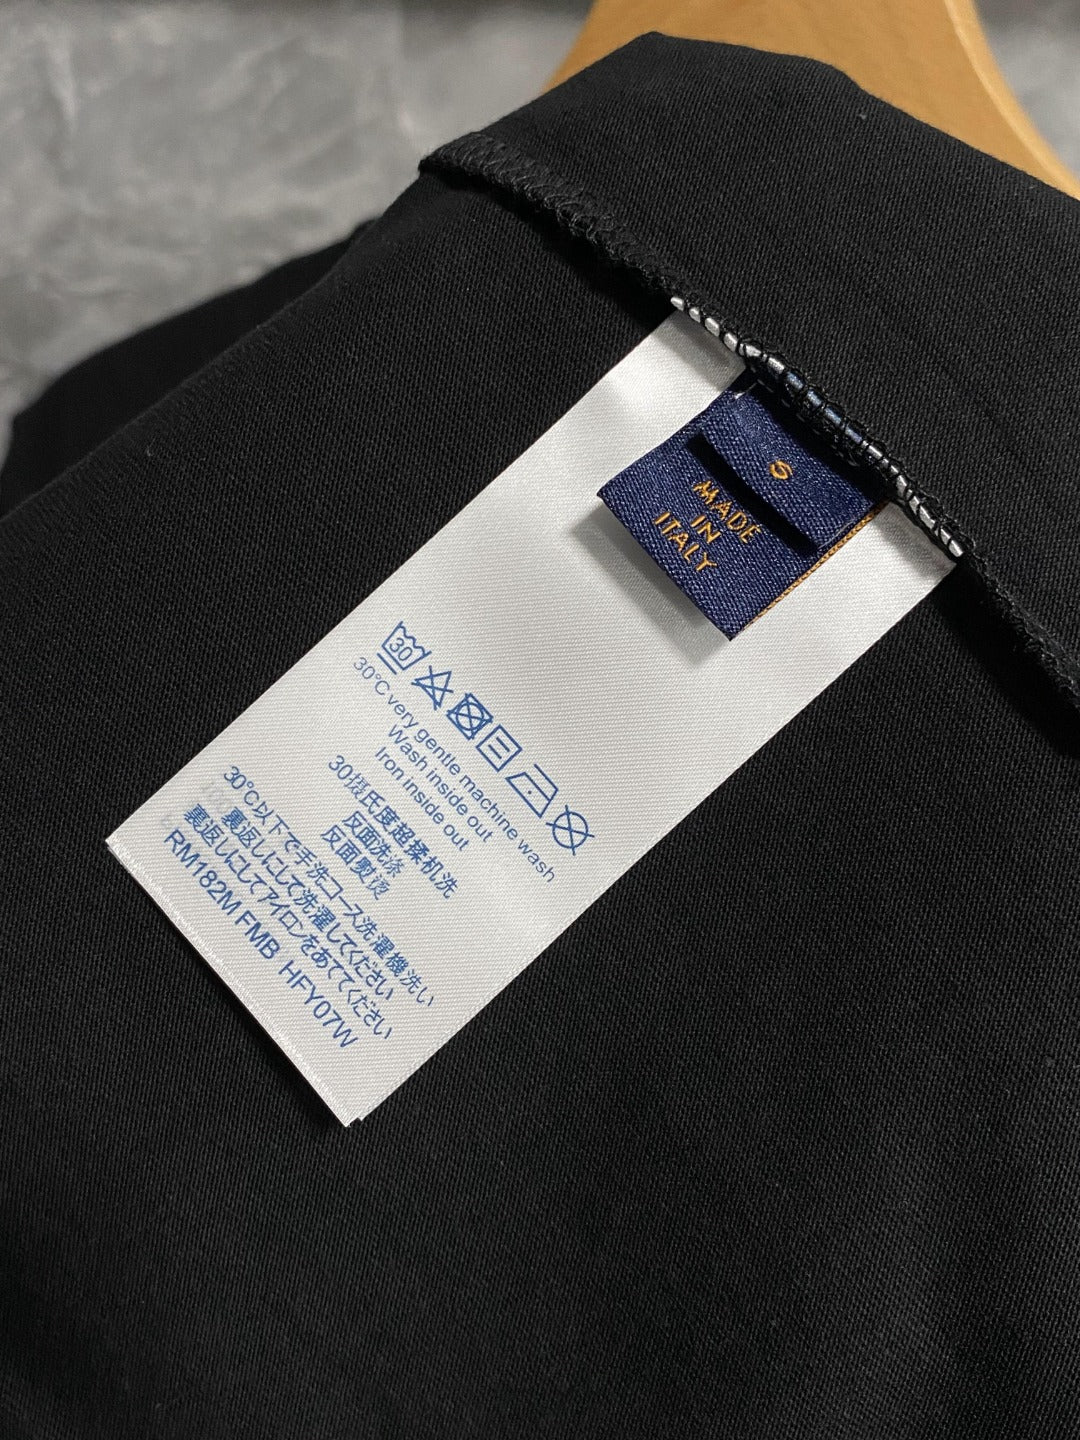 S
MADE
IN
ITALY
30
30°C very gentle machine wash
Wash inside out
Iron inside out
30摄氏度超揉机洗
反面洗涤
反面熨烫
30℃以下で手洗コース洗濯機洗い
裏返しにして洗濯してください
裏返しにしてアイロンをあててください
RM182M FMB HFY07W